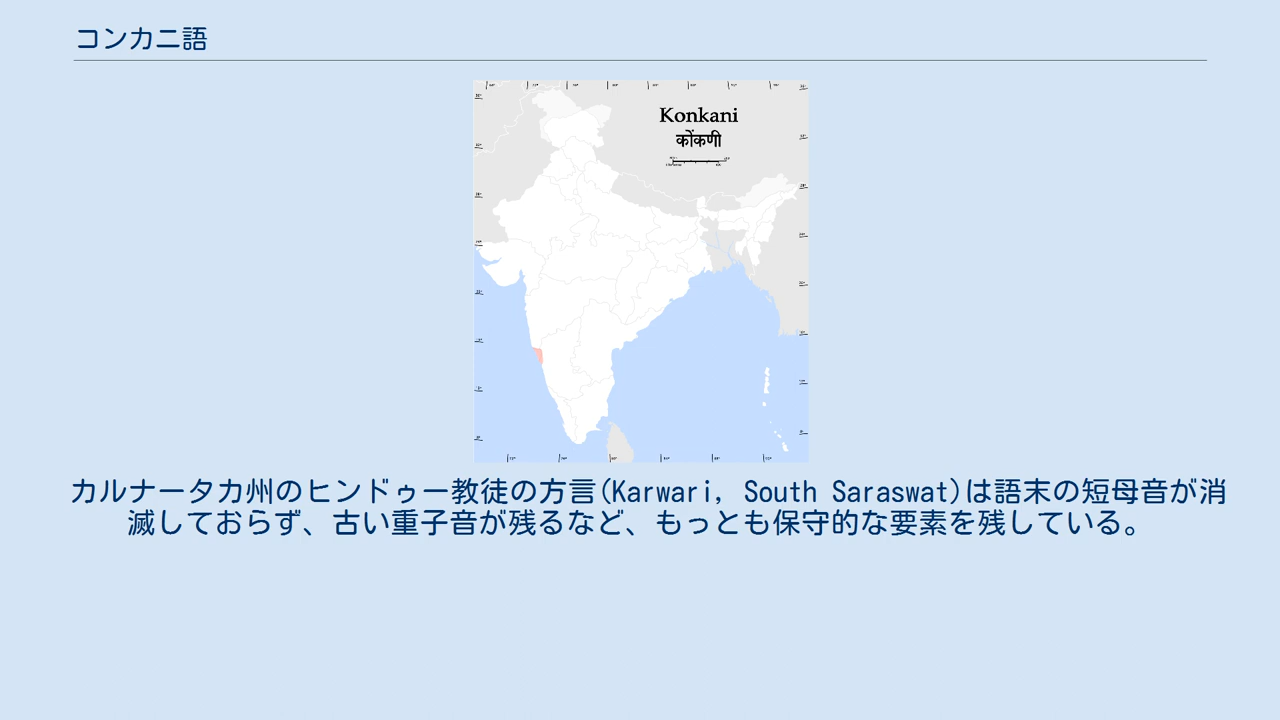 コンカニ語
Konkani
कोंकणी
カルナータカ州のヒンドゥー教徒の方言(Karwari, South Saraswat)は語末の短母音が消
滅しておらず、古い重子音が残るなど、もっとも保守的な要素を残している。